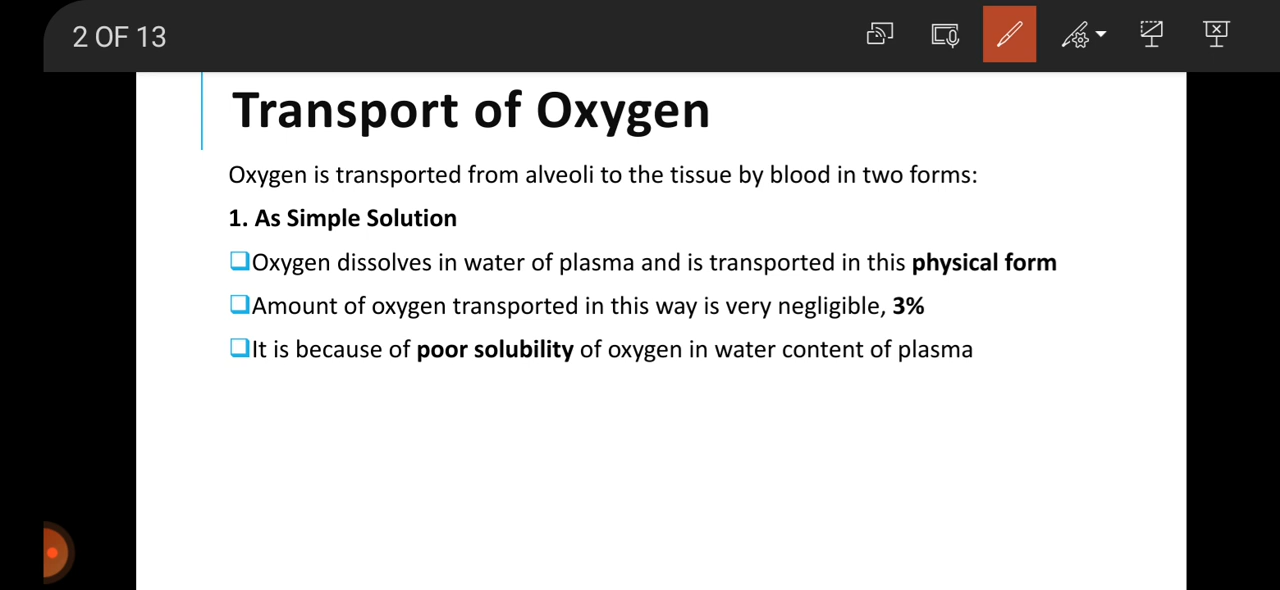 2 OF 13
Transport of Oxygen
Oxygen is transported from alveoli to the tissue by blood in two forms:
1. As Simple Solution
❑Oxygen dissolves in water of plasma and is transported in this physical form
❑Amount of oxygen transported in this way is very negligible, 3%
❑It is because of poor solubility of oxygen in water content of plasma